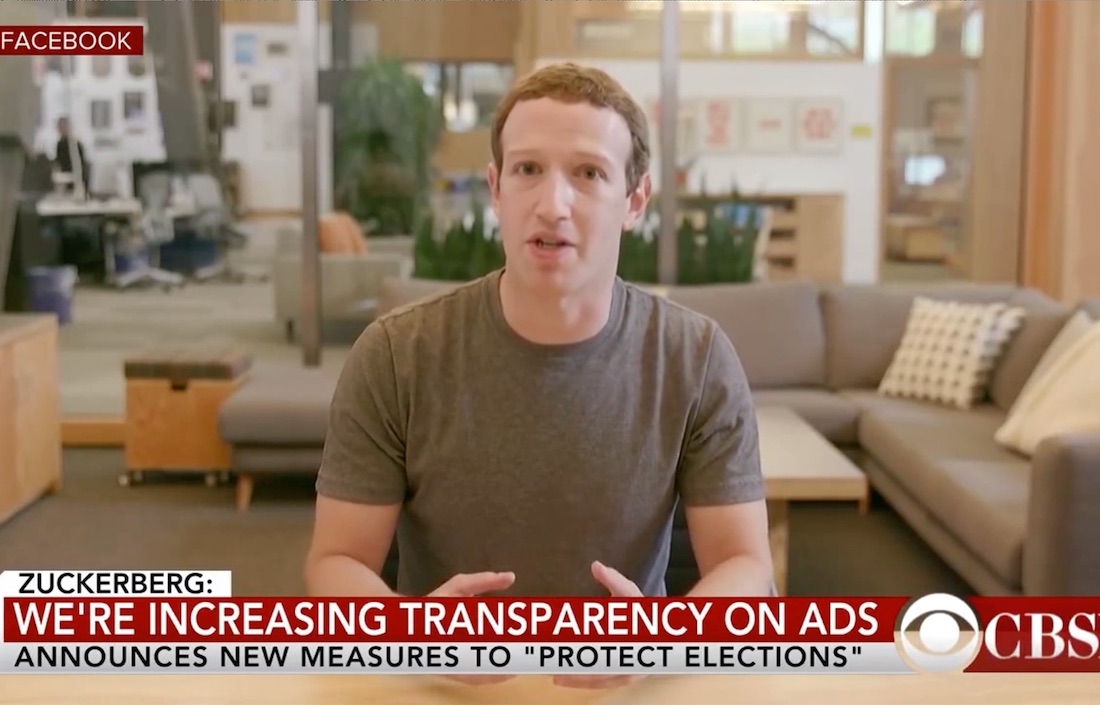 FACEBOOK
ZUCKERBERG:
WE'RE INCREASING TRANSPARENCY ON ADS
ANNOUNCES NEW MEASURES TO "PROTECT ELECTIONS"
CBS